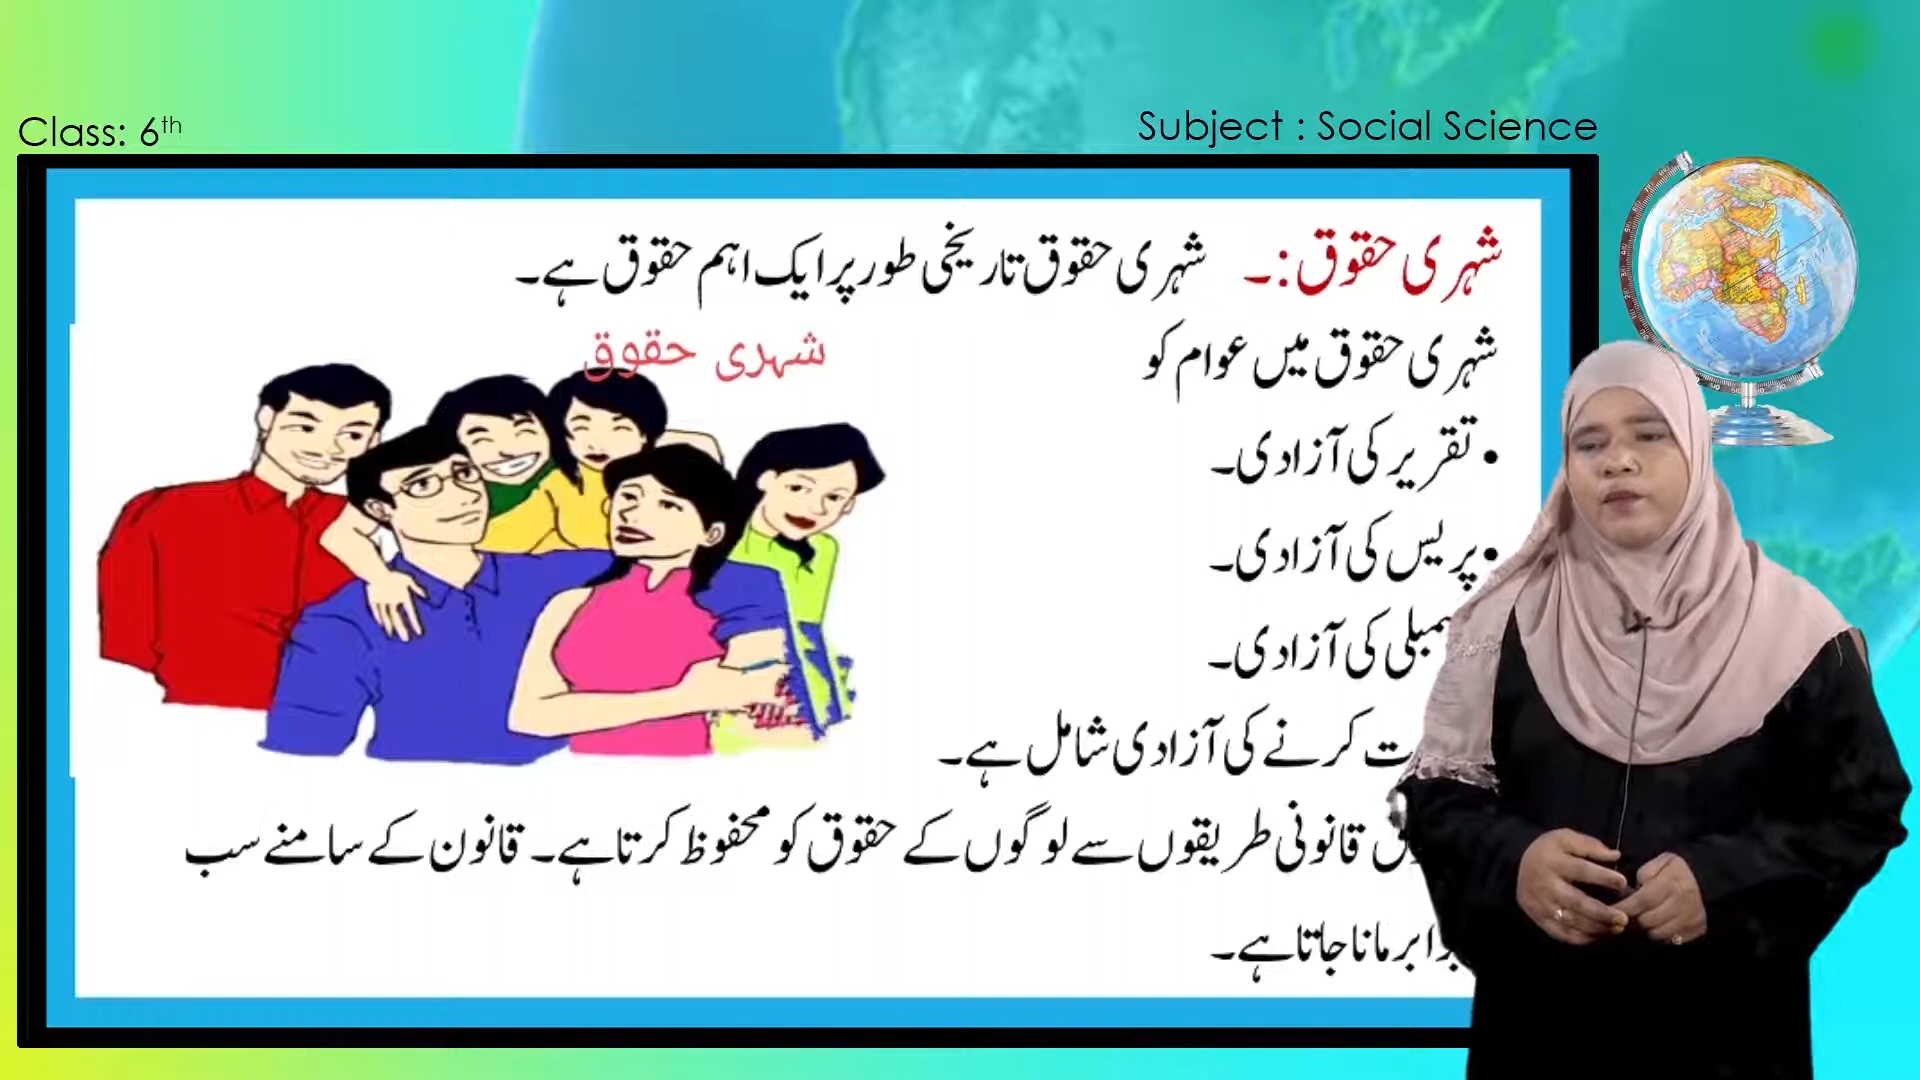 Class: 6th
Subject : Social Science
شہری حقوق :۔ شہری حقوق تاریخی طور پر ایک اہم حقوق ہے۔
شہری حقوق
شہری حقوق میں عوام کو
• تقریر کی آزادی۔
• پریس کی آزادی۔
کی آزادی۔
کرنے کی آزادی شامل ہے۔
قانونی طریقوں سے لوگوں کے حقوق کو محفوظ کرتا ہے۔ قانون کے سامنے سب
مانا جاتا ہے۔